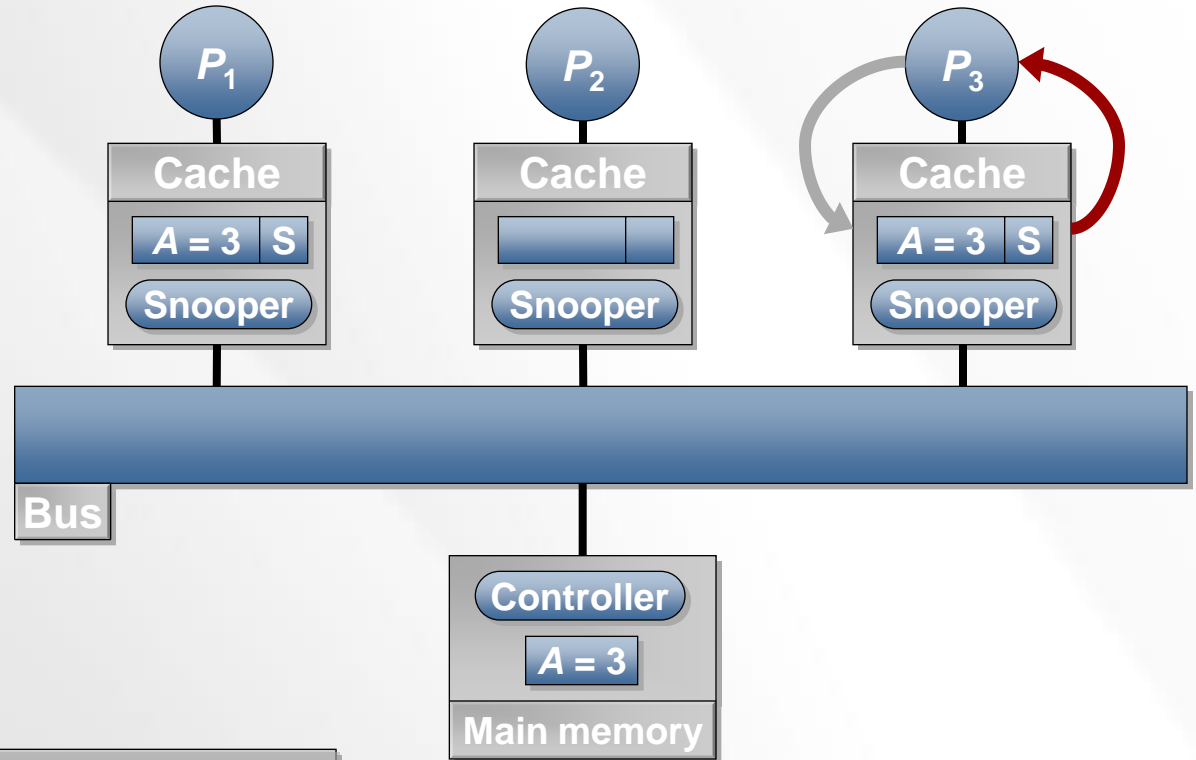 P1
P2
P3
Cache
Cache
Cache
A = 3 S
A = 3 S
Snooper
Snooper
Snooper
Bus
Controller
A = 3
Main memory